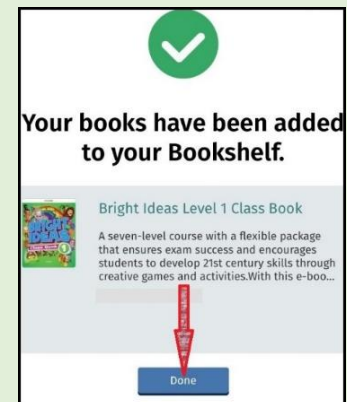 Your books have been added
to your Bookshelf.
BRIGHT
IDEAS
Bright Ideas Level 1 Class Book
A seven-level course with a flexible package
that ensures exam success and encourages
students to develop 21st century skills through
creative games and activities.With this e-boo...
Done